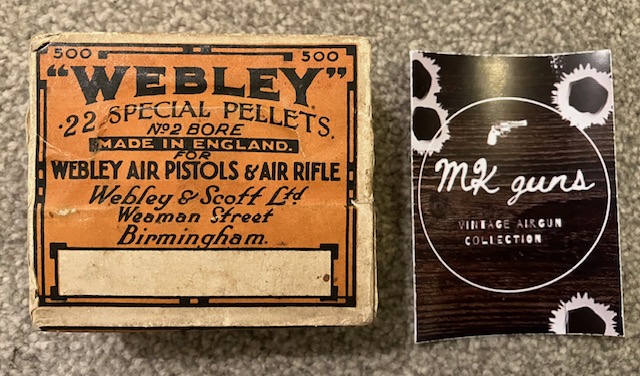 500 500
"WEBLEY"
.22 SPECIAL PELLETS.
No2 BORE
MADE IN ENGLAND.
FOR
WEBLEY AIR PISTOLS & AIR RIFLE
Webley & Scott Ltd
Weaman Street
Birmingham.
MK guns
VINTAGE AIRGUN
COLLECTION